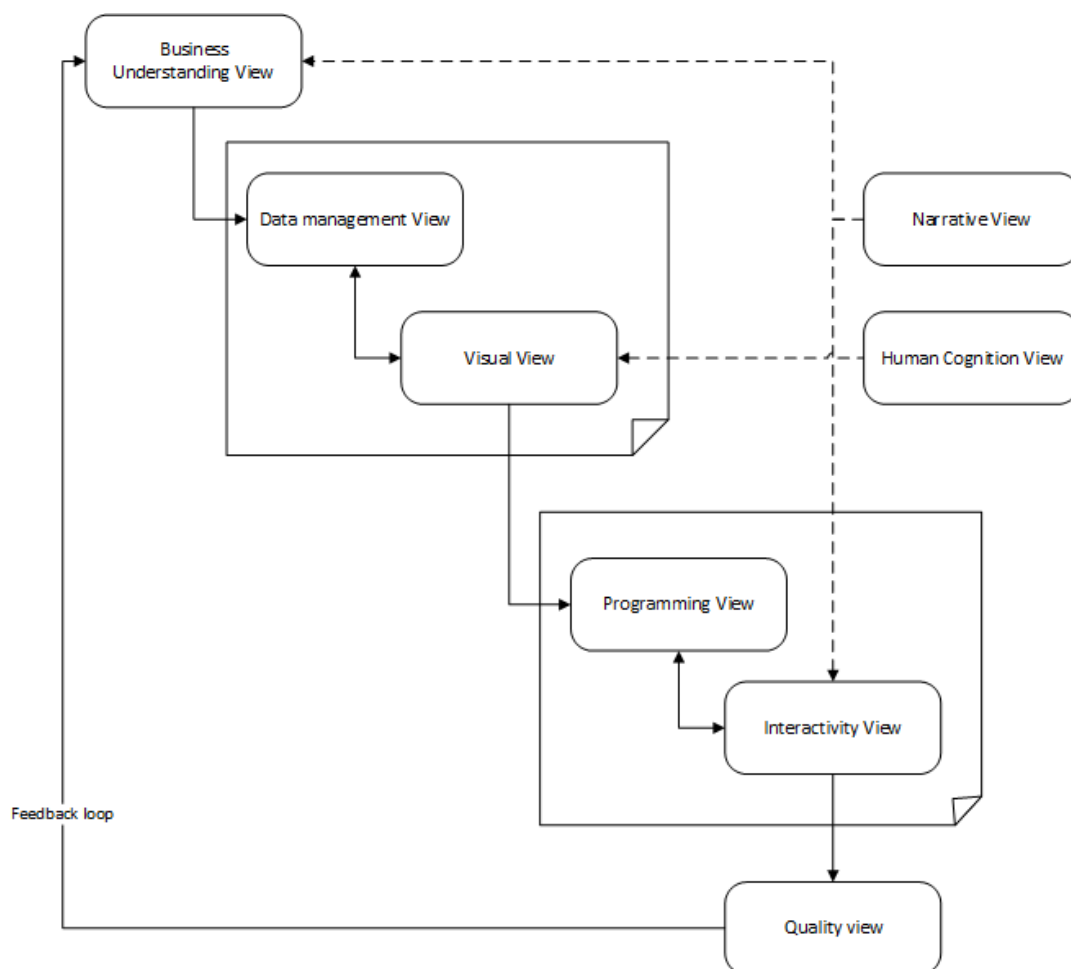 Business
Understanding View
Data management View
Narrative View
Visual View
Human Cognition View
Programming View
Interactivity View
Feedback loop
Quality view